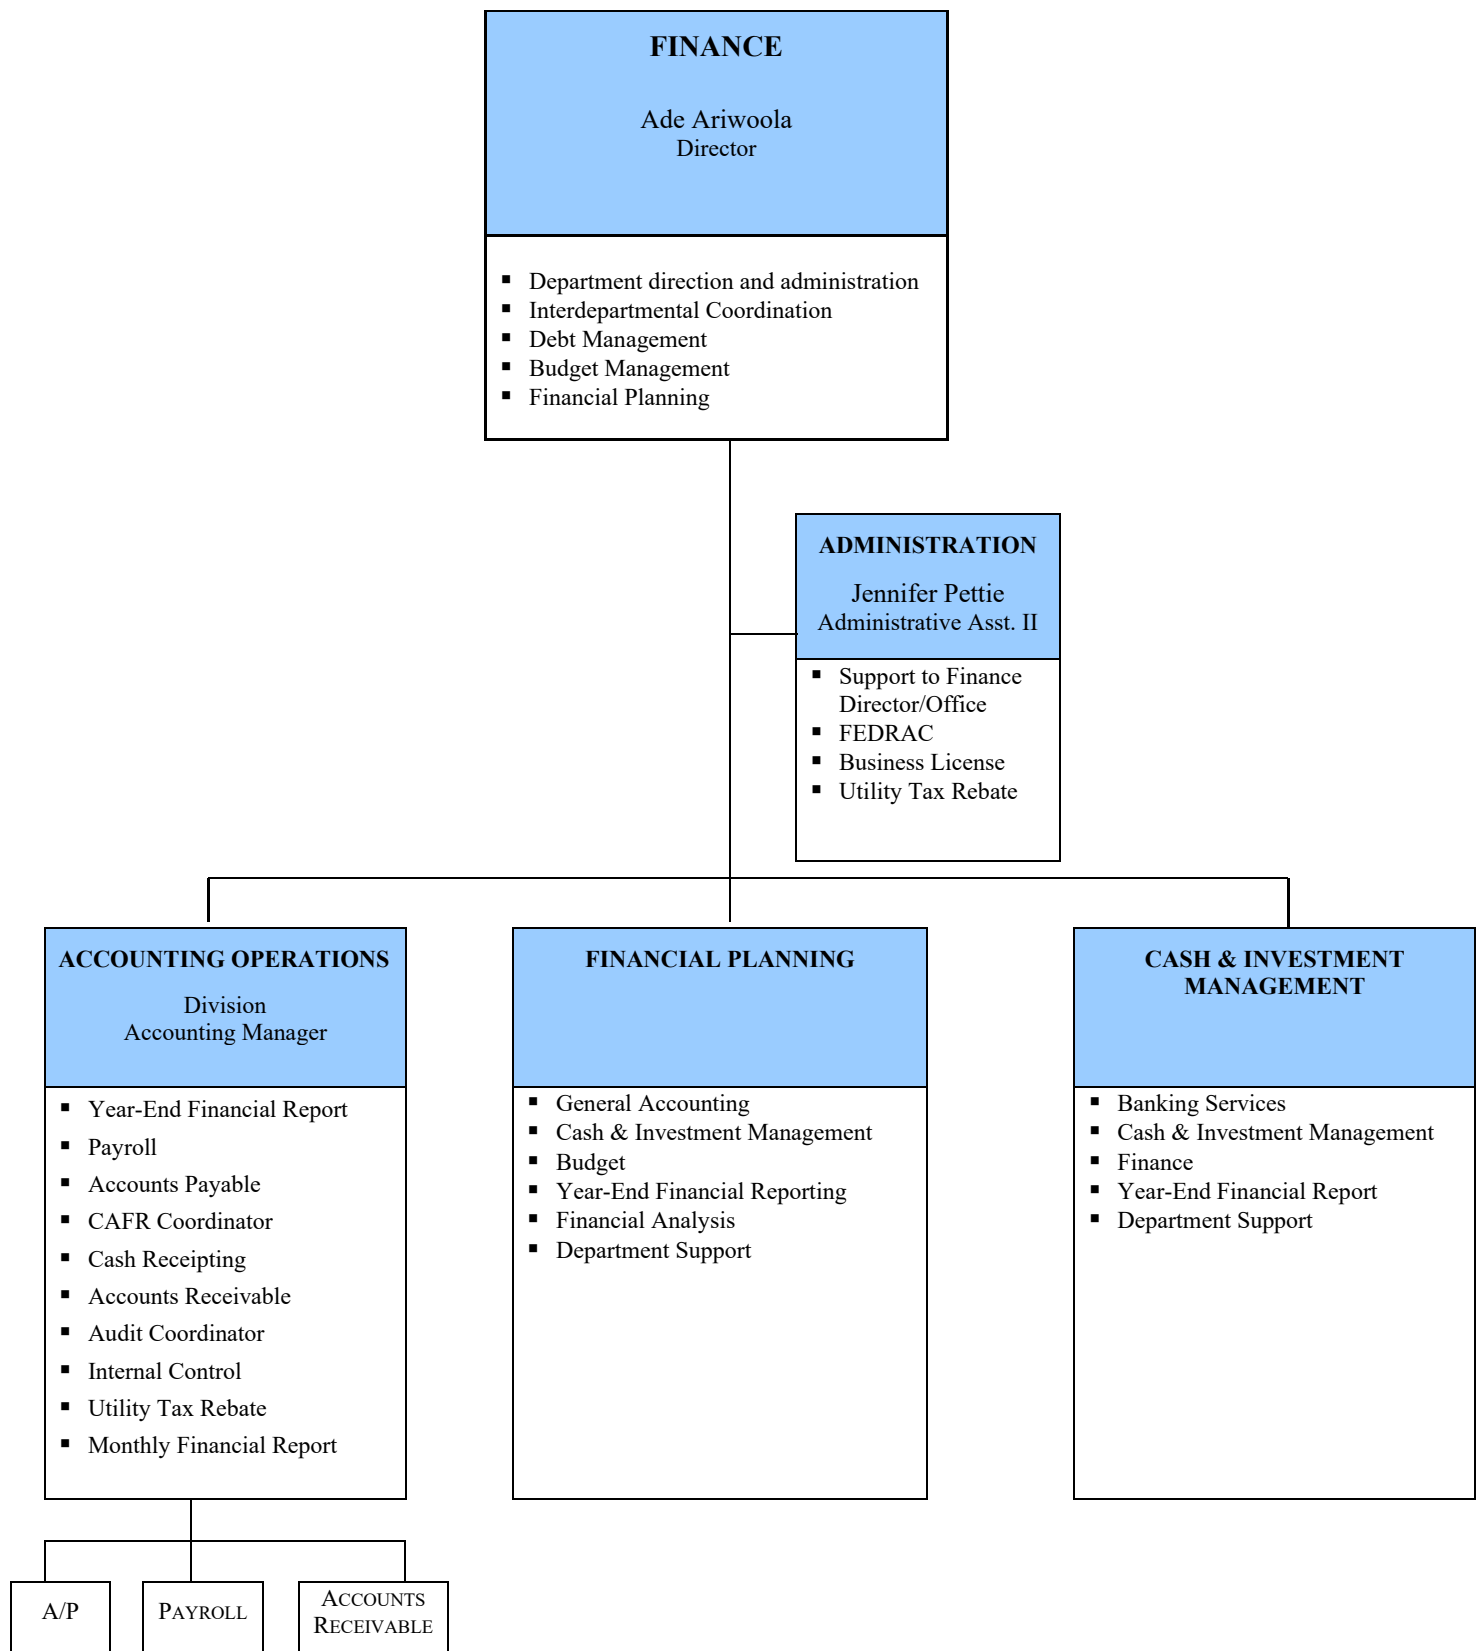 FINANCE
Ade Ariwoola
Director
▪ Department direction and administration
▪ Interdepartmental Coordination
▪ Debt Management
▪ Budget Management
▪ Financial Planning
ADMINISTRATION
Jennifer Pettie
Administrative Asst. II
▪ Support to Finance
Director/Office
▪ FEDRAC
▪ Business License
▪ Utility Tax Rebate
ACCOUNTING OPERATIONS
Division
Accounting Manager
▪ Year-End Financial Report
▪ Payroll
▪ Accounts Payable
▪ CAFR Coordinator
▪ Cash Receipting
▪ Accounts Receivable
▪ Audit Coordinator
▪ Internal Control
▪ Utility Tax Rebate
▪ Monthly Financial Report
FINANCIAL PLANNING
▪ General Accounting
▪ Cash & Investment Management
▪ Budget
▪ Year-End Financial Reporting
▪ Financial Analysis
▪ Department Support
CASH & INVESTMENT
MANAGEMENT
▪ Banking Services
▪ Cash & Investment Management
▪ Finance
▪ Year-End Financial Report
▪ Department Support
A/P
PAYROLL
ACCOUNTS
RECEIVABLE